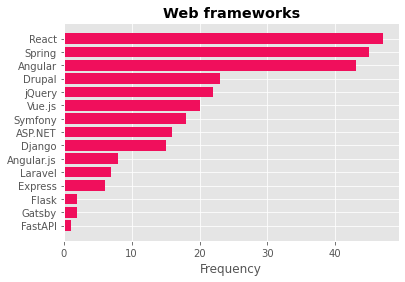 Web frameworks
React
Spring
Angular
Drupal
jQuery
Vue.js
Symfony
ASP.NET
Django
Angular.js
Laravel
Express
Flask
Gatsby
FastAPI
0 10 20 30 40
Frequency